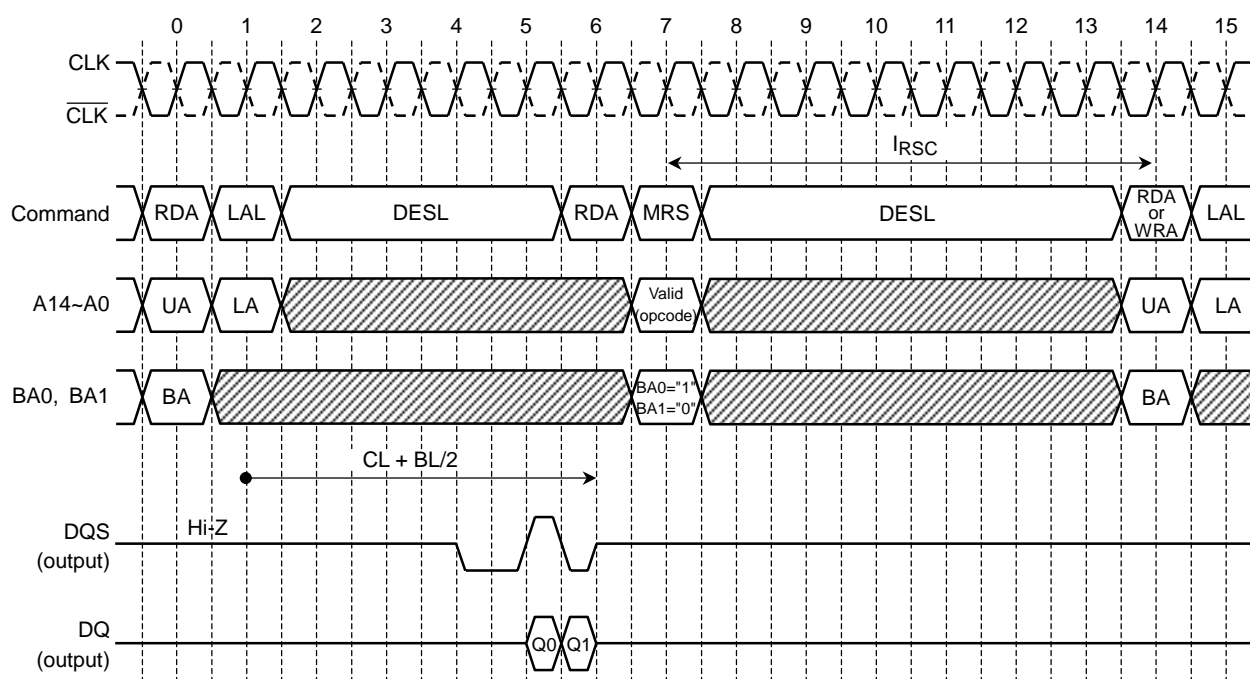 0 1 2 3 4 5 6 7 8 9 10 11 12 13 14 15
CLK
CLK
IRSC
Command
RDA LAL DESL RDA MRS DESL RDA or WRA LAL
A14~A0
UA LA Valid (opcode) UA LA
BA0, BA1
BA BA0="1" BA1="0" BA
CL + BL/2
DQS
(output)
Hi-Z
DQ
(output)
Q0 Q1